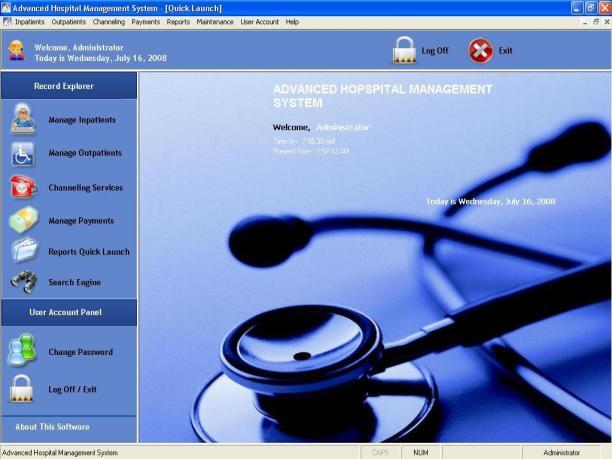 Advanced Hospital Management System - [Quick Launch]
Inpatients Outpatients Channeling Payments Reports Maintenance User Account Help
Welcome, Administrator
Today is Wednesday, July 16, 2008
Log Off
Exit
Record Explorer
Manage Inpatients
Manage Outpatients
Channeling Services
Manage Payments
Reports Quick Launch
Search Engine
User Account Panel
Change Password
Log Off / Exit
About This Software
ADVANCED HOPSPITAL MANAGEMENT
SYSTEM
Welcome, Administrator
Time In : 7:56:30 AM
Present Time 7:57:12 AM
Today is Wednesday, July 16, 2008
Advanced Hospital Management System
CAPS
NUM
Administrator